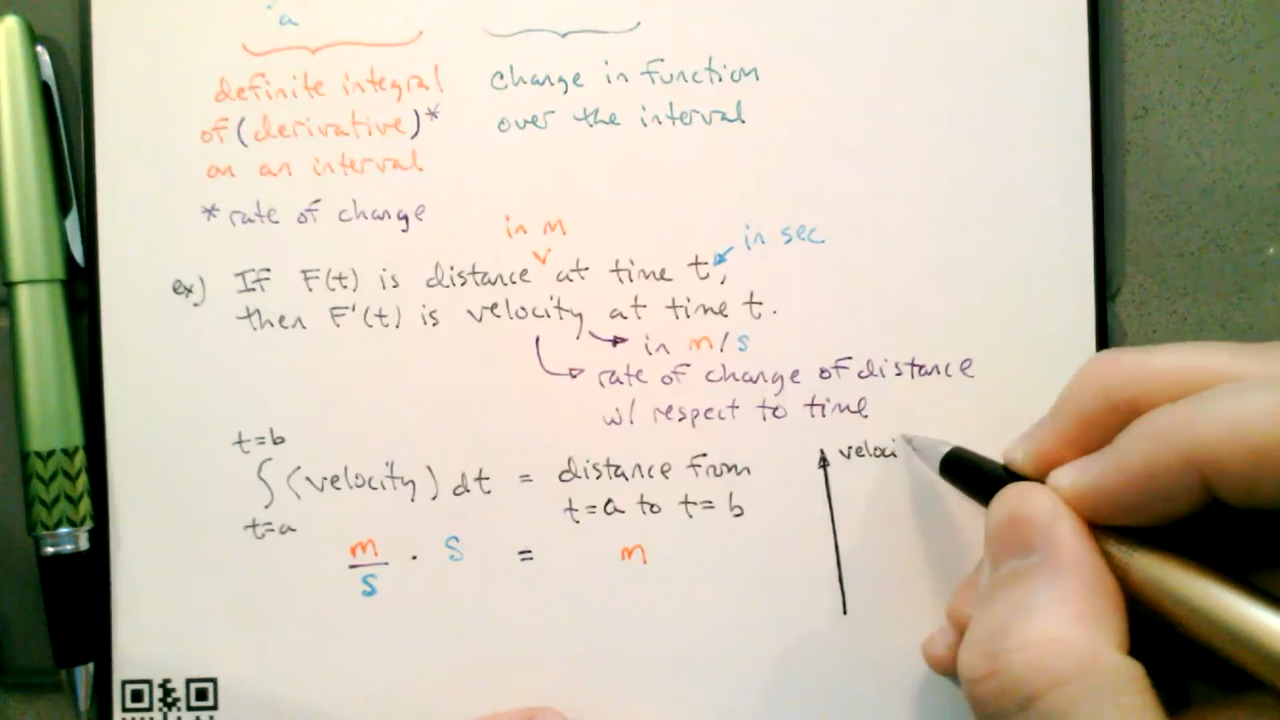 a
definite integral
of (derivative)*
on an interval
change in function
over the interval
* rate of change
in m
in sec
ex) If F(t) is distance at time t,
then F'(t) is velocity at time t.
in m/s
rate of change of distance
w/ respect to time
t=b
∫ (velocity) dt = distance from
t=a
t=a to t=b
m/s · s = m
veloci